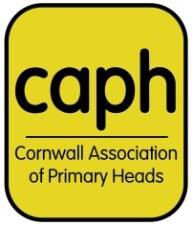 caph
Cornwall Association
of Primary Heads